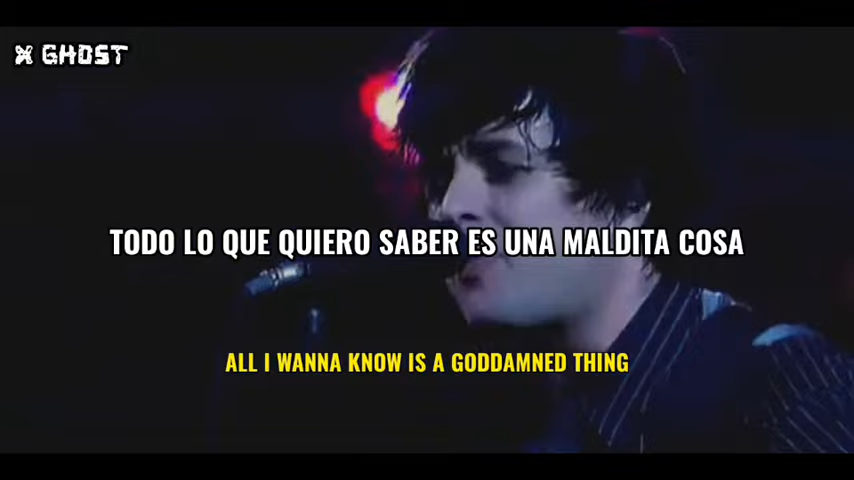 X GHOST
TODO LO QUE QUIERO SABER ES UNA MALDITA COSA
ALL I WANNA KNOW IS A GODDAMNED THING